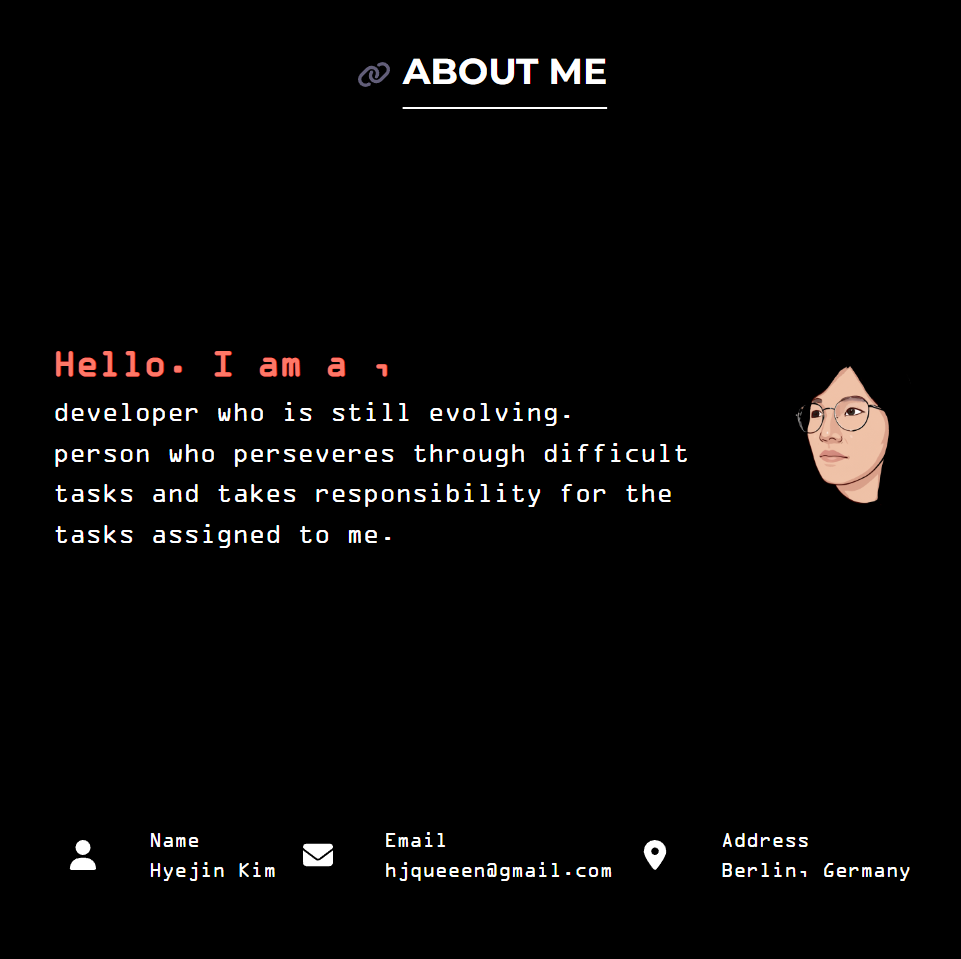 ABOUT ME
Hello. I am a ,
developer who is still evolving.
person who perseveres through difficult
tasks and takes responsibility for the
tasks assigned to me.
Name
Hyejin Kim
Email
hjqueeen@gmail.com
Address
Berlin, Germany